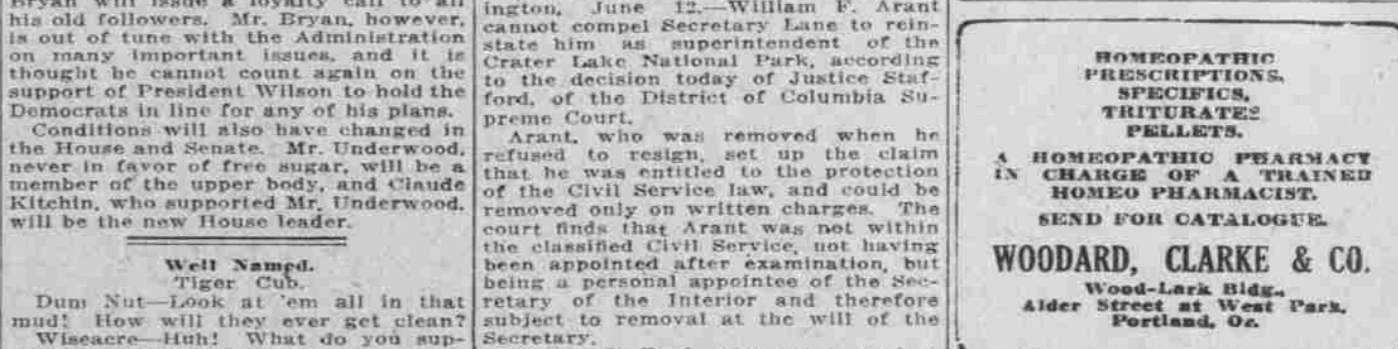 Bryan will issue a loyalty call to all
his old followers. Mr. Bryan, however,
is out of tune with the Administration
on many important issues, and it is
thought he cannot count again on the
support of President Wilson to hold the
Democrats in line for any of his plans.
Conditions will also have changed in
the House and Senate. Mr. Underwood,
never in favor of free sugar, will be a
member of the upper body, and Claude
Kitchin, who supported Mr. Underwood,
will be the new House leader.
Well Named.
Tiger Cub.
Dum Nut—Look at 'em all in that
mud! How will they ever get clean?
Wiseacre—Huh! What do you sup-
ington, June 12.—William F. Arant
cannot compel Secretary Lane to rein-
state him as superintendent of the
Crater Lake National Park, according
to the decision today of Justice Staf-
ford, of the District of Columbia Su-
preme Court.
Arant, who was removed when he
refused to resign, set up the claim
that he was entitled to the protection
of the Civil Service law, and could be
removed only on written charges. The
court finds that Arant was not within
the classified Civil Service, not having
been appointed after examination, but
being a personal appointee of the Sec-
retary of the Interior and therefore
subject to removal at the will of the
Secretary.
HOMEOPATHIC
PRESCRIPTIONS,
SPECIFICS,
TRITURATES
PELLETS.
A HOMEOPATHIC PHARMACY
IN CHARGE OF A TRAINED
HOMEO PHARMACIST.
SEND FOR CATALOGUE.
WOODARD, CLARKE & CO.
Wood-Lark Bldg.,
Alder Street at West Park,
Portland, Or.